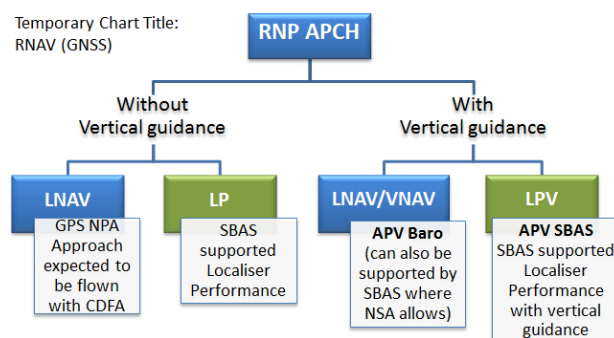 Temporary Chart Title:
RNAV (GNSS)
RNP APCH
Without
Vertical guidance
With
Vertical guidance
LNAV
GPS NPA
Approach
expected to
be flown
with CDFA
LP
SBAS
supported
Localiser
Performance
LNAV/VNAV
APV Baro
(can also be
supported by
SBAS where
NSA allows)
LPV
APV SBAS
SBAS supported
Localiser
Performance
with vertical
guidance